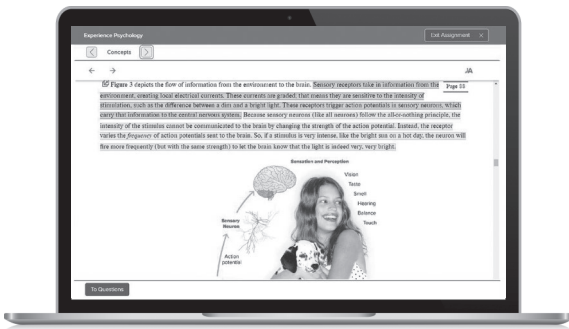 Experience Psychology
Exit Assignment ×
Concepts
JA
Figure 3 depicts the flow of information from the environment to the brain. Sensory receptors take in information from the
Page 55
environment, creating local electrical currents. These currents are graded; that means they are sensitive to the intensity of
stimulation, such as the difference between a dim and a bright light. These receptors trigger action potentials in sensory neurons, which
carry that information to the central nervous system. Because sensory neurons (like all neurons) follow the all-or-nothing principle, the
intensity of the stimulus cannot be communicated to the brain by changing the strength of the action potential. Instead, the receptor
varies the frequency of action potentials sent to the brain. So, if a stimulus is very intense, like the bright sun on a hot day, the neuron will
fire more frequently (but with the same strength) to let the brain know that the light is indeed very, very bright.
Sensation and Perception
Vision
Taste
Smell
Hearing
Balance
Touch
Sensory
Neurons
Action
potential
To Questions